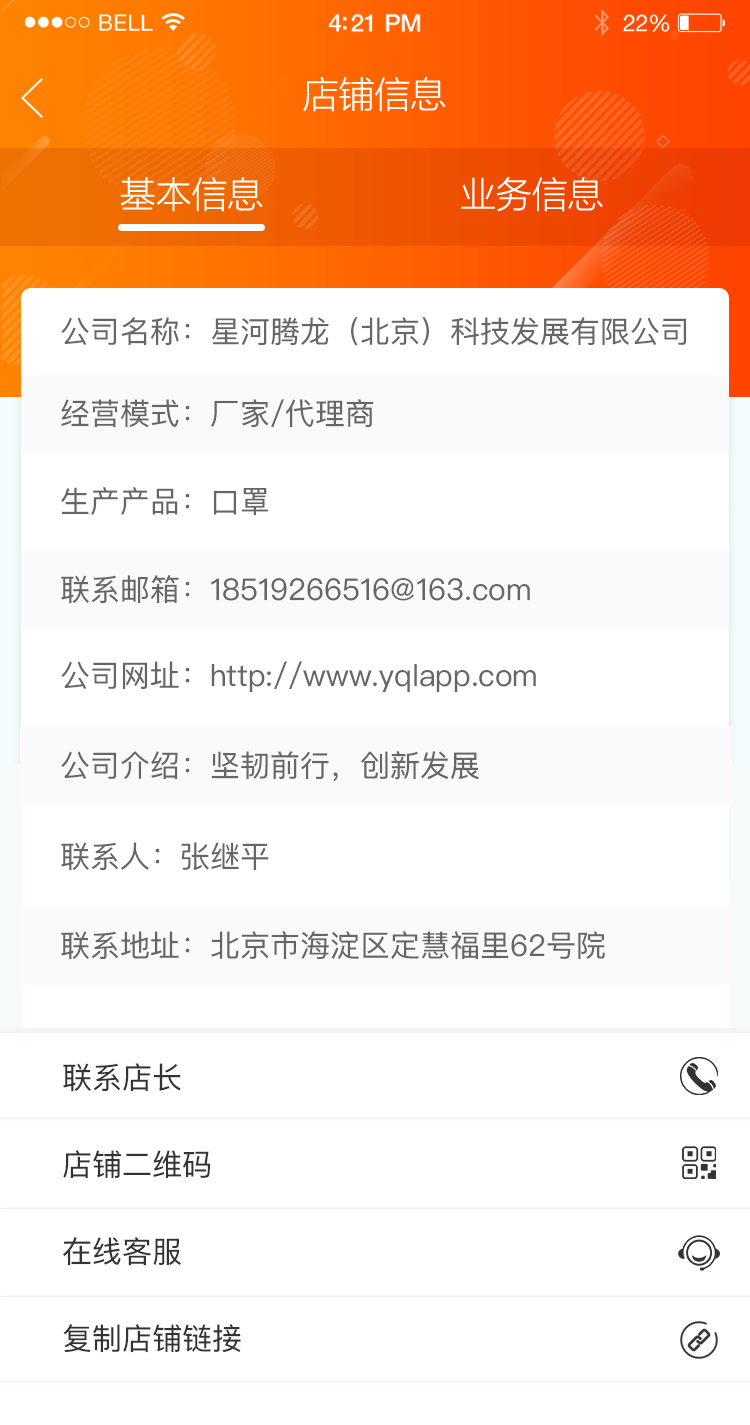 BELL 4:21 PM 22%
店铺信息
基本信息 业务信息
公司名称：星河腾龙（北京）科技发展有限公司
经营模式：厂家/代理商
生产产品：口罩
联系邮箱：18519266516@163.com
公司网址：http://www.yqlapp.com
公司介绍：坚韧前行，创新发展
联系人：张继平
联系地址：北京市海淀区定慧福里62号院
联系店长
店铺二维码
在线客服
复制店铺链接